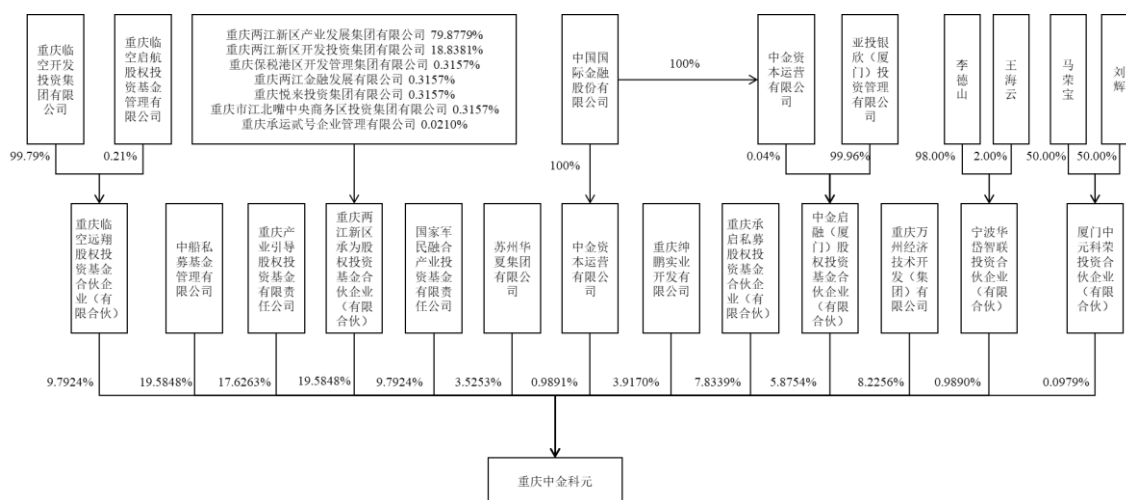 重庆临
空开发
投资集
团有限
公司
重庆临
空启航
股权投
资基金
管理有
限公司
重庆两江新区产业发展集团有限公司 79.8779%
重庆两江新区开发投资集团有限公司 18.8381%
重庆保税港区开发管理集团有限公司 0.3157%
重庆两江金融发展有限公司 0.3157%
重庆悦来投资集团有限公司 0.3157%
重庆市江北嘴中央商务区投资集团有限公司 0.3157%
重庆承运贰号企业管理有限公司 0.0210%
中国国
际金融
股份有
限公司
100%
中金资
本运营
有限公
司
亚投银
欣（厦
门）投
资管理
有限公
司
李
德
山
王
海
云
马
荣
宝
刘
辉
99.79%
0.21%
100%
0.04%
99.96%
98.00%
2.00%
50.00%
50.00%
重庆临
空远翔
股权投
资基金
合伙企
业（有
限合伙）
中船私
募基金
管理有
限公司
重庆产
业引导
股权投
资基金
有限责
任公司
重庆两
江新区
承为股
权投资
基金合
伙企业
（有限
合伙）
国家军
民融合
产业投
资基金
有限责
任公司
苏州华
夏集团
有限公
司
中金资
本运营
有限公
司
重庆绅
鹏实业
开发有
限公司
重庆承
启私募
股权投
资基金
合伙企
业（有
限合伙）
中金启
融（厦
门）股
权投资
基金合
伙企业
（有限
合伙）
重庆万
州经济
技术开
发（集
团）有
限公司
宁波华
岱智联
投资合
伙企业
（有限
合伙）
厦门中
元科荣
投资合
伙企业
（有限
合伙）
9.7924%
19.5848%
17.6263%
19.5848%
9.7924%
3.5253%
0.9891%
3.9170%
7.8339%
5.8754%
8.2256%
0.9890%
0.0979%
重庆中金科元